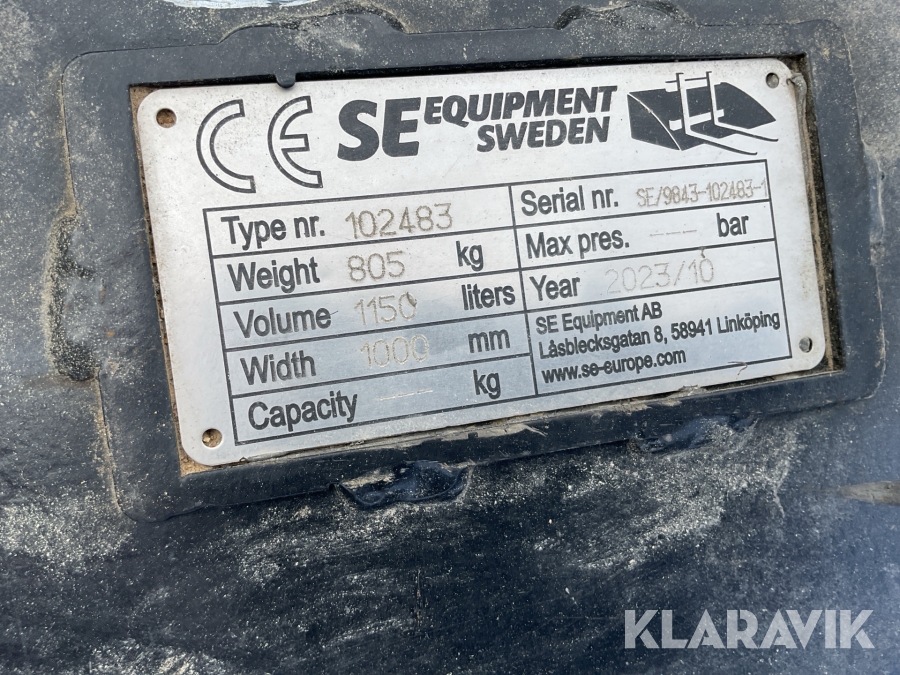 CE SE EQUIPMENT
SWEDEN
Type nr. 102483
Serial nr. SE/9843-102483-1
Weight 805 kg
Max pres. --- bar
Volume 1150 liters
Year 2023/10
Width 1000 mm
Capacity --- kg
SE Equipment AB
Låsblecksgatan 8, 58941 Linköping
www.se-europe.com
KLARAVIK